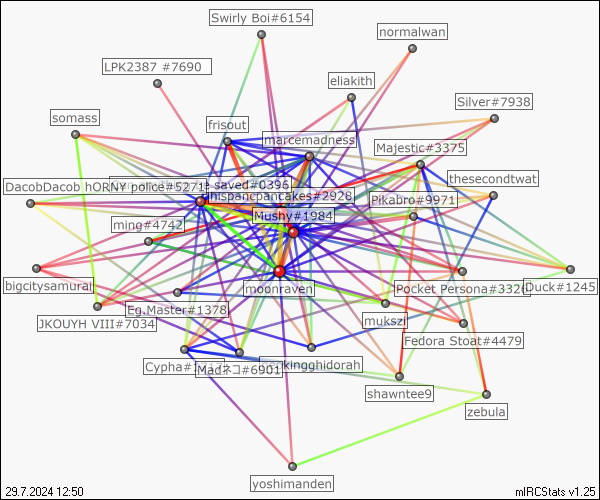 Swirly Boi#6154
normalwan
LPK2387 #7690
eliakith
Silver#7938
somass
frisout
marcemadness
Majestic#3375
thesecondtwat
DacobDacob hORNY police#5271
saved#0396
hispanicpancakes#2928
Pikabro#9971
Mushy#1984
ming#4742
bigcitysamurai
moonraven
Pocket Persona#3326
Duck#1245
Eg.Master#1378
JKOUYH VIII#7034
mukszi
Fedora Stoat#4479
Cypha#
Madネコ#6901
kingghidorah
shawntee9
zebula
yoshimanden
29.7.2024 12:50
mIRCStats v1.25